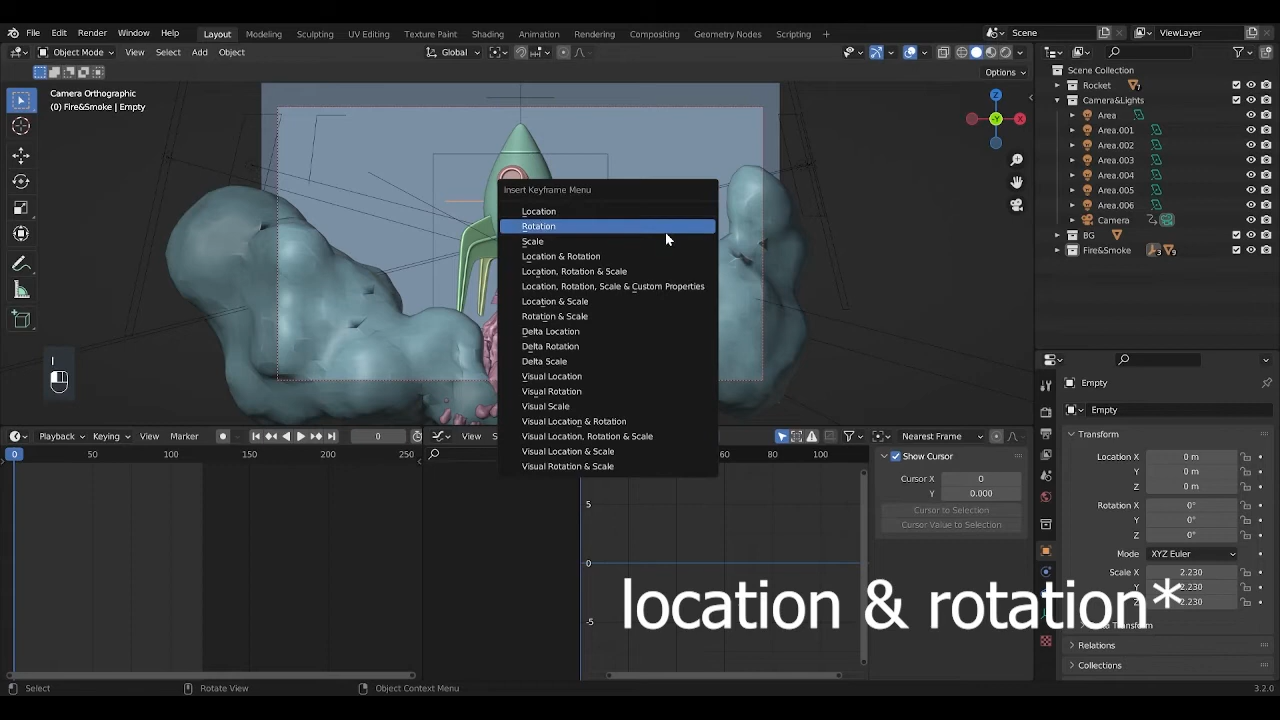 File Edit Render Window Help Layout Modeling Sculpting UV Editing Texture Paint Shading Animation Rendering Compositing Geometry Nodes Scripting + Scene ViewLayer
Object Mode View Select Add Object Global
Options
Camera Orthographic
(0) Fire&Smoke | Empty
Z
Y
X
Scene Collection
Rocket
Camera&Lights
Area
Area.001
Area.002
Area.003
Area.004
Area.005
Area.006
Camera
BG
Fire&Smoke
3
9
Insert Keyframe Menu
Location
Rotation
Scale
Location & Rotation
Location, Rotation & Scale
Location, Rotation, Scale & Custom Properties
Location & Scale
Rotation & Scale
Delta Location
Delta Rotation
Delta Scale
Visual Location
Visual Rotation
Visual Scale
Visual Location & Rotation
Visual Location, Rotation & Scale
Visual Location & Scale
Visual Rotation & Scale
I
Playback Keying View Marker 0
0 50 100 150 200 250
View Nearest Frame
60 80 100
5
0
-5
Show Cursor
Cursor X 0
Y 0.000
Cursor to Selection
Cursor Value to Selection
Empty
Empty
Transform
Location X 0 m
Y 0 m
Z 0 m
Rotation X 0°
Y 0°
Z 0°
Mode XYZ Euler
Scale X 2.230
2.230
2.230
Transform
Relations
Collections
location & rotation*
Select Rotate View Object Context Menu 3.2.0